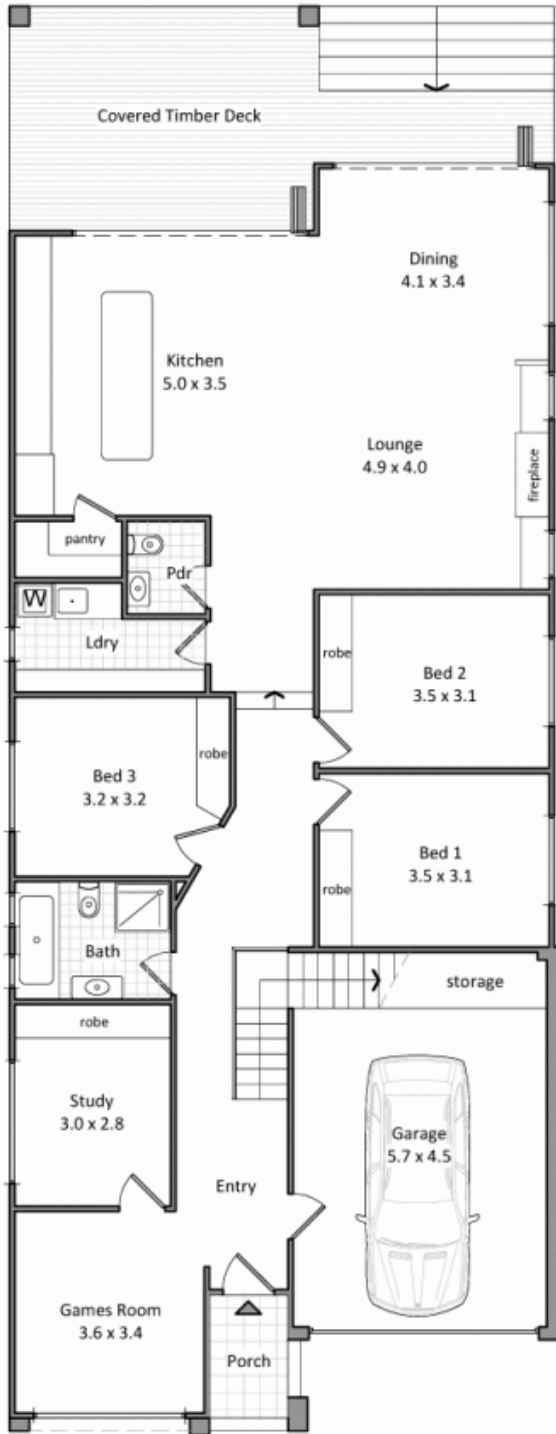 Covered Timber Deck
Dining
4.1 x 3.4
Kitchen
5.0 x 3.5
Lounge
4.9 x 4.0
fireplace
pantry
Pdr
W
Ldry
robe
Bed 2
3.5 x 3.1
robe
Bed 3
3.2 x 3.2
Bed 1
3.5 x 3.1
robe
Bath
storage
robe
Study
3.0 x 2.8
Garage
5.7 x 4.5
Entry
Games Room
3.6 x 3.4
Porch